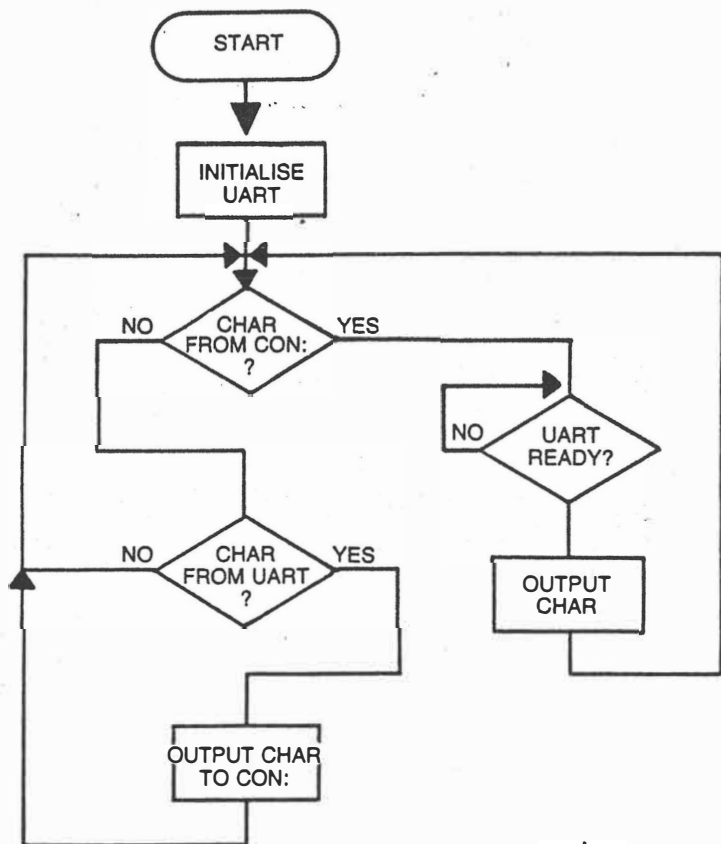 START
INITIALISE
UART
NO
CHAR
FROM CON:
?
YES
NO
UART
READY?
NO
CHAR
FROM UART
?
YES
OUTPUT
CHAR
OUTPUT CHAR
TO CON: